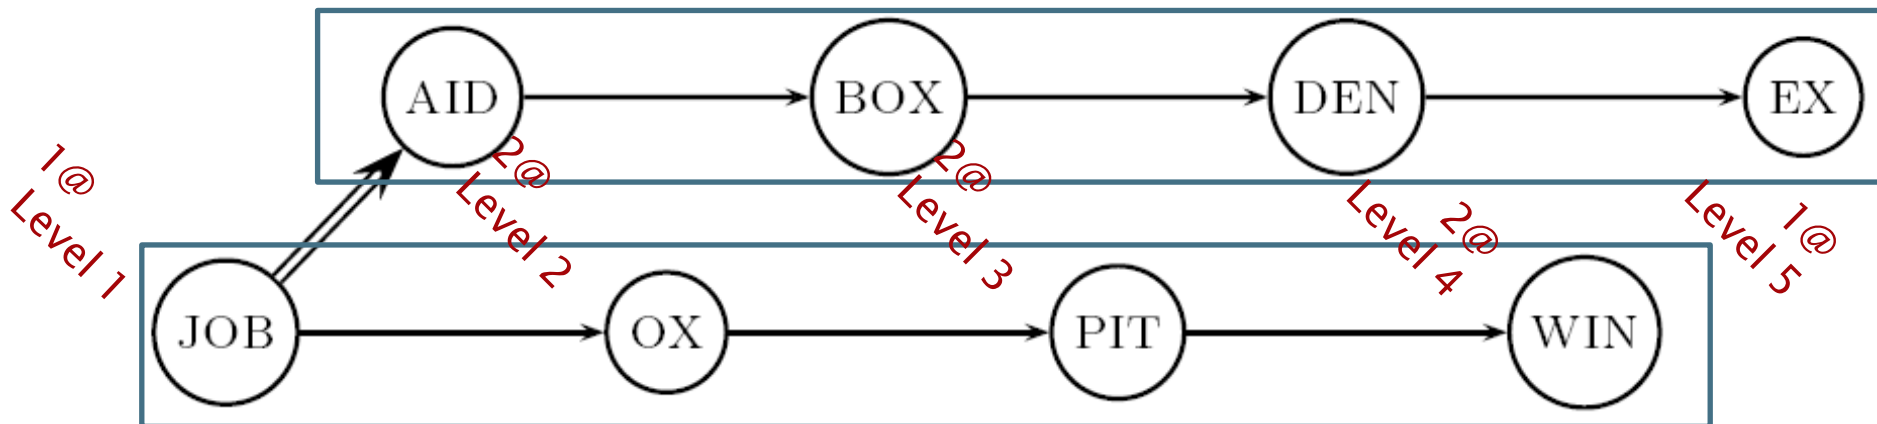 AID
BOX
DEN
EX
1@
Level 1
2@
Level 2
2@
Level 3
2@
Level 4
1@
Level 5
JOB
OX
PIT
WIN